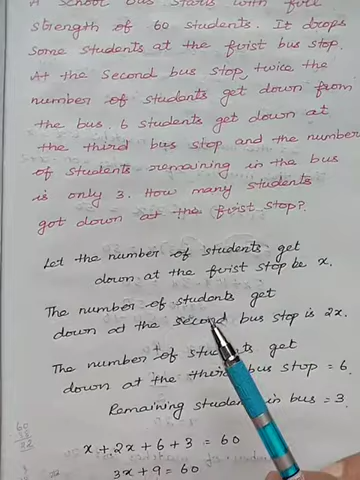 A School Bus starts with full
strength of 60 students. It drops
Some students at the first bus stop.
At the Second bus stop, twice the
number of students get down from
the bus. 6 students get down at
the third bus stop and the number
of students remaining in the bus
is only 3. How many students
got down at the first stop?
Let the number of students get
down at the first stop be x.
The number of students get
down at the second bus stop is 2x.
The number of students get
down at the third bus stop = 6.
Remaining student in bus = 3.
x + 2x + 6 + 3 = 60
3x + 9 = 60
60